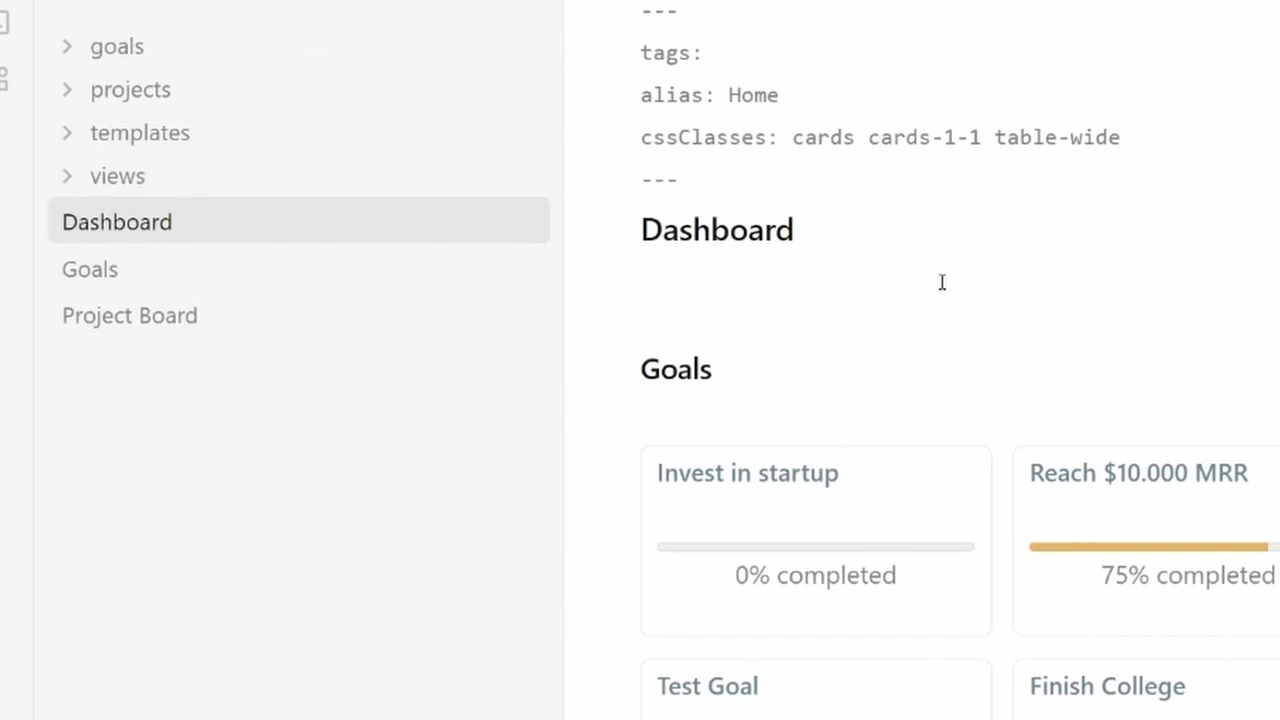 goals
projects
templates
views
Dashboard
Goals
Project Board
---
tags:
alias: Home
cssClasses: cards cards-1-1 table-wide
---
Dashboard
Goals
Invest in startup
0% completed
Reach $10.000 MRR
75% completed
Test Goal
Finish College